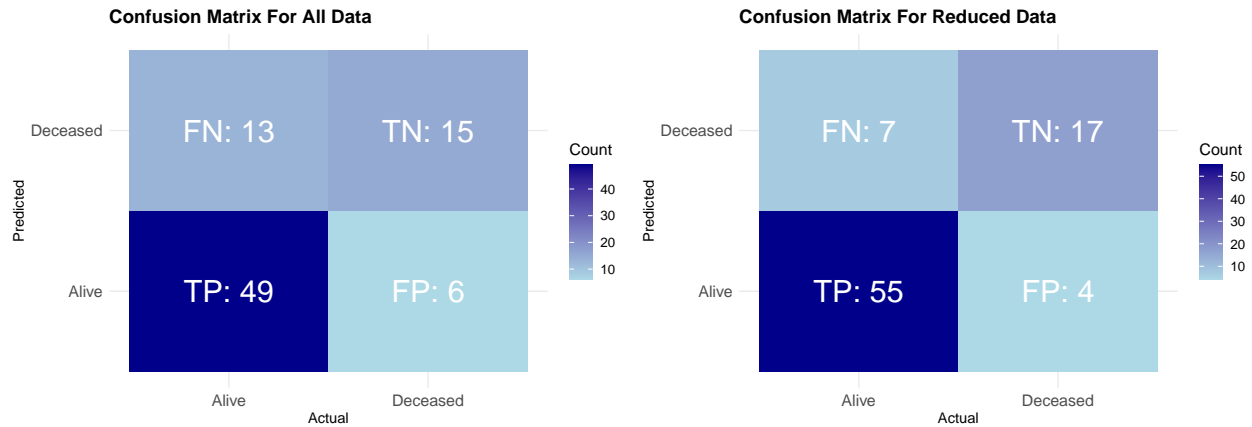 Confusion Matrix For All Data
Predicted
Deceased
Alive
FN: 13
TN: 15
TP: 49
FP: 6
Alive
Deceased
Actual
Count
40
30
20
10
Confusion Matrix For Reduced Data
Predicted
Deceased
Alive
FN: 7
TN: 17
TP: 55
FP: 4
Alive
Deceased
Actual
Count
50
40
30
20
10